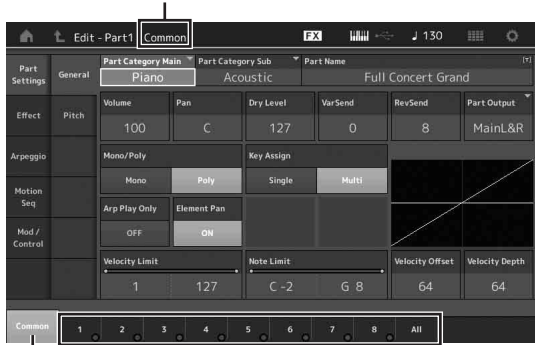 Edit - Part1 Common FX 130
Part Settings General
Part Category Main Part Category Sub Part Name [T]
Piano Acoustic Full Concert Grand
Effect Pitch
Volume Pan Dry Level VarSend RevSend Part Output
100 C 127 0 8 MainL&R
Arpeggio
Mono/Poly Key Assign
Mono Poly Single Multi
Motion Seq
Arp Play Only Element Pan
OFF ON
Mod / Control
Velocity Limit Note Limit Velocity Offset Velocity Depth
1 127 C -2 G 8 64 64
Common 1 2 3 4 5 6 7 8 All